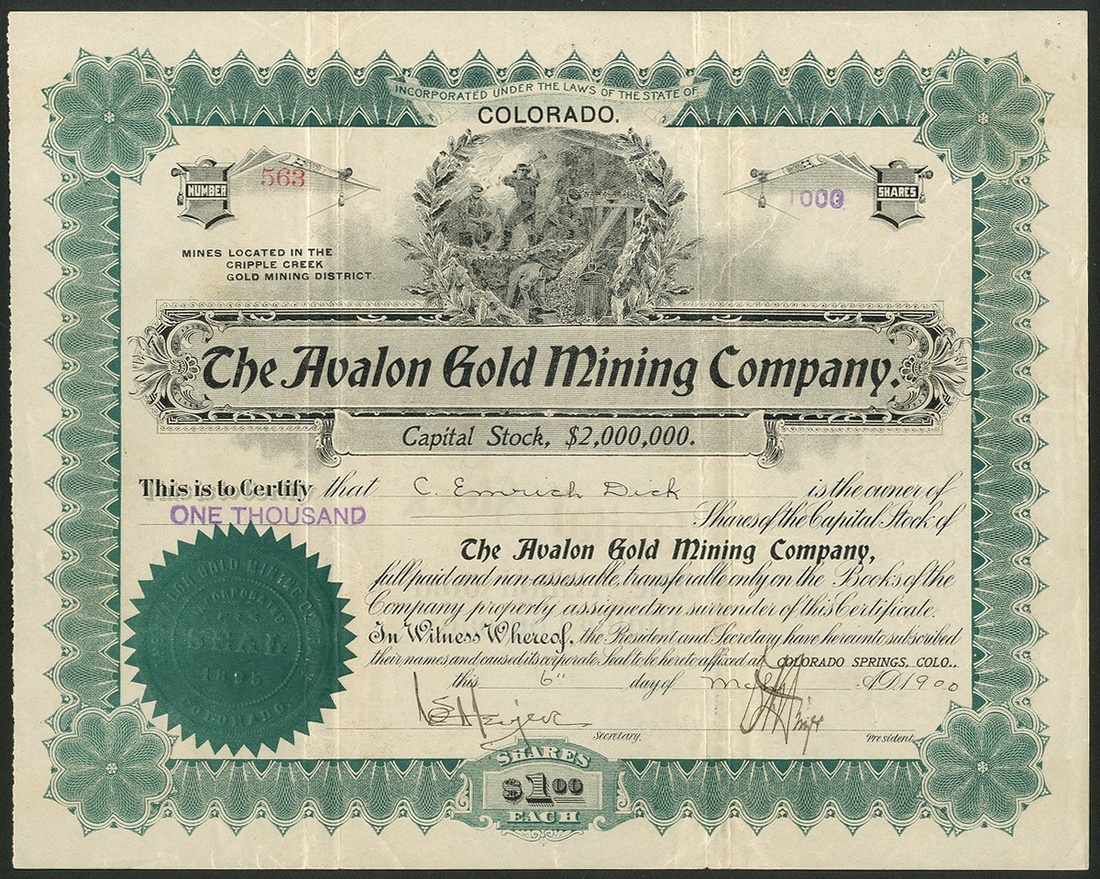 INCORPORATED UNDER THE LAWS OF THE STATE OF
COLORADO.
NUMBER 563
1000 SHARES
MINES LOCATED IN THE
CRIPPLE CREEK
GOLD MINING DISTRICT.
The Avalon Gold Mining Company.
Capital Stock, $2,000,000.
This is to Certify that C. Emrich Dick is the owner of
ONE THOUSAND Shares of the Capital Stock of
The Avalon Gold Mining Company,
full paid and non-assessable, transferable only on the Books of the
Company properly assigned on surrender of this Certificate.
In Witness Whereof, the President and Secretary have hereunto subscribed
their names and caused its corporate Seal to be hereto affixed at COLORADO SPRINGS, COLO.,
this 6" day of A.D. 1900
Secretary.
President.
AVALON GOLD MINING
INCORPORATED
SEAL
1895
COLORADO.
SHARES
$1.00
EACH